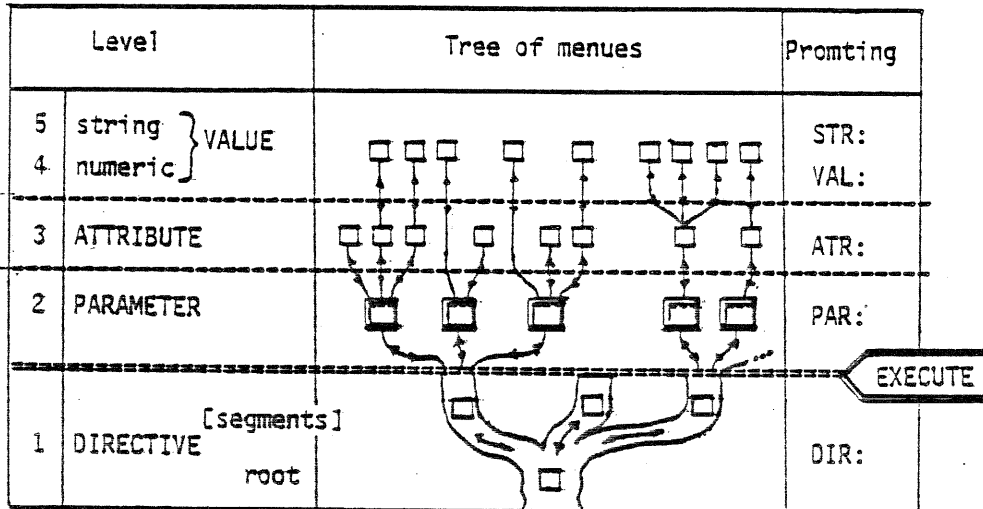 Level Tree of menues Promting
5 string } VALUE STR:
4 numeric VAL:
3 ATTRIBUTE ATR:
2 PARAMETER PAR:
EXECUTE
[segments]
1 DIRECTIVE DIR:
root